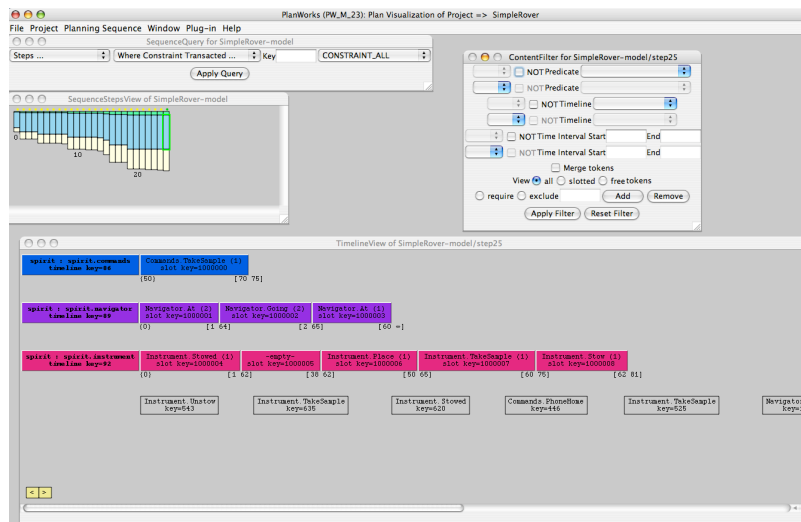 PlanWorks (PW_M_23): Plan Visualization of Project => SimpleRover
File Project Planning Sequence Window Plug-in Help
SequenceQuery for SimpleRover-model
Steps ... Where Constraint Transacted ... Key CONSTRAINT_ALL
Apply Query
SequenceStepsView of SimpleRover-model
0
10
20
ContentFilter for SimpleRover-model/step25
NOT Predicate
NOT Predicate
NOT Timeline
NOT Timeline
NOT Time Interval Start End
NOT Time Interval Start End
Merge tokens
View all slotted free tokens
require exclude Add Remove
Apply Filter Reset Filter
TimelineView of SimpleRover-model/step25
spirit : spirit.commands Commands.TakeSample (1)
timeline key=86 slot key=1000000
{50} [70 75]
spirit : spirit.navigator Navigator.At (2) Navigator.Going (2) Navigator.At (1)
timeline key=88 slot key=1000001 slot key=1000002 slot key=1000003
{0} [1 64] [2 65] [60 ∞]
spirit : spirit.instrument Instrument.Stowed (1) -empty- Instrument.Place (1) Instrument.TakeSample (1) Instrument.Stow (1)
timeline key=92 slot key=1000004 slot key=1000005 slot key=1000006 slot key=1000007 slot key=1000008
{0} [1 62] [38 62] [50 65] [60 75] [62 81]
Instrument.Unstow Instrument.TakeSample Instrument.Stowed Commands.PhoneHome Instrument.TakeSample Navigator
key=543 key=635 key=620 key=446 key=525
< >